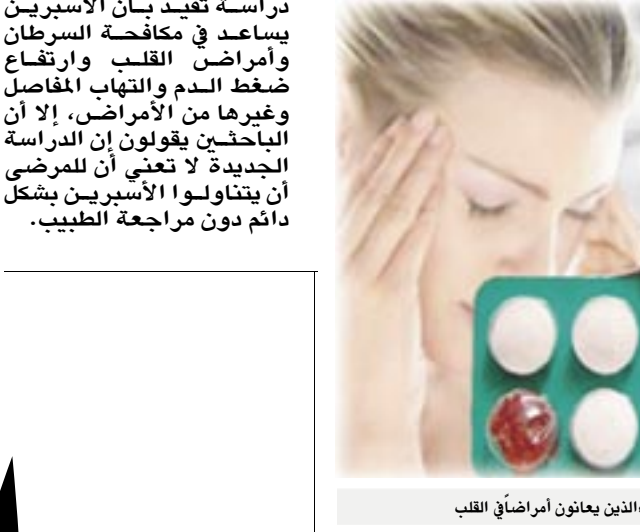 دراسة تفيد بأن الأسبرين
يساعد في مكافحة السرطان
وأمراض القلب وارتفاع
ضغط الدم والتهاب المفاصل
وغيرها من الأمراض، إلا أن
الباحثين يقولون إن الدراسة
الجديدة لا تعني أن للمرضى
أن يتناولوا الأسبرين بشكل
دائم دون مراجعة الطبيب.
والذين يعانون أمراضاً في القلب